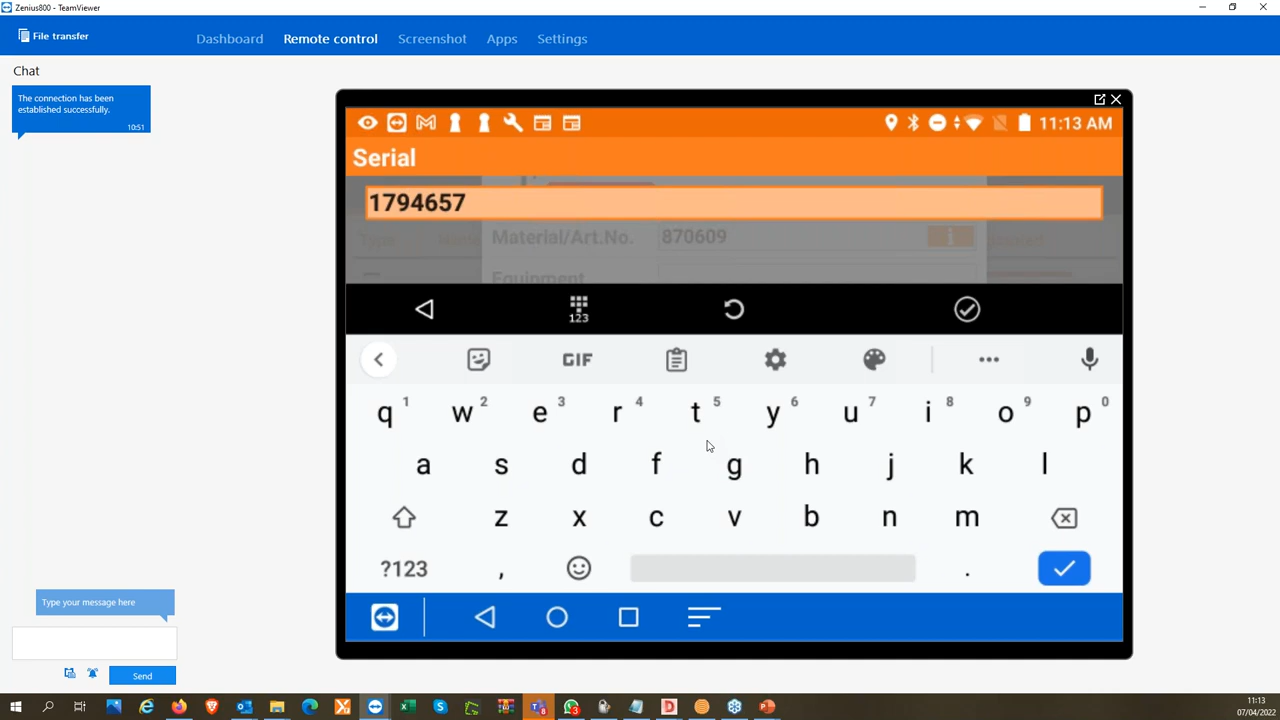 Zenius800 - TeamViewer
File transfer
Dashboard
Remote control
Screenshot
Apps
Settings
Chat
The connection has been
established successfully.
10:51
11:13 AM
Serial
1794657
Material/Art.No.
870609
i
Equipment
123
GIF
q 1 w 2 e 3 r 4 t 5 y 6 u 7 i 8 o 9 p 0
a s d f g h j k l
z x c v b n m
?123 , .
Type your message here
Send
11:13
07/04/2022